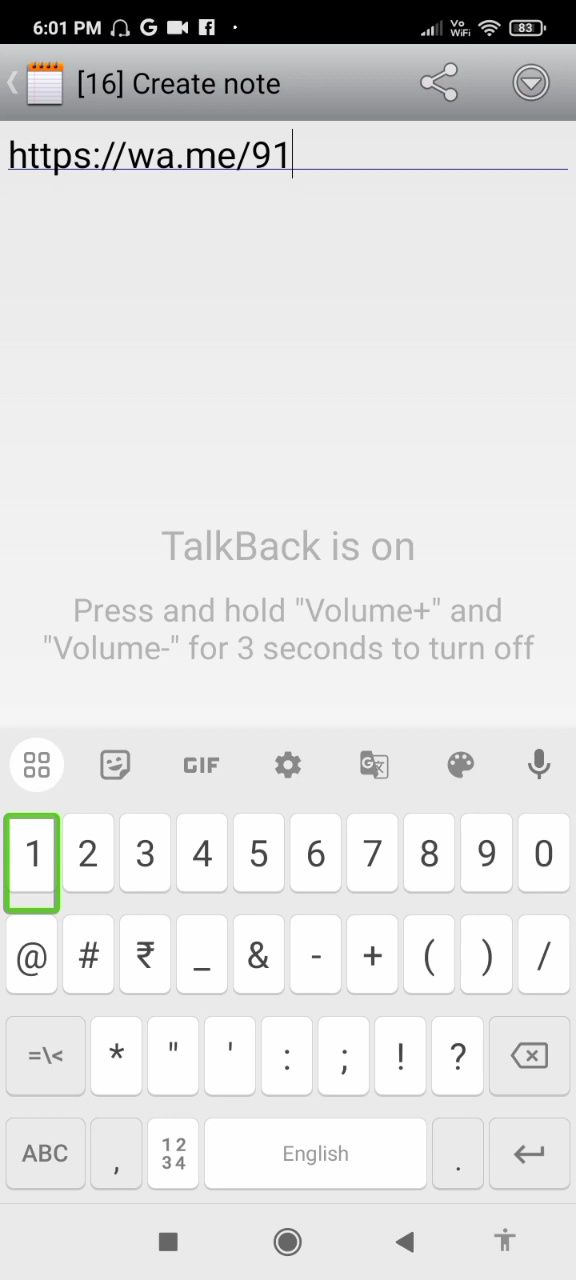 6:01 PM G f Vo WiFi 83
[16] Create note
https://wa.me/91
TalkBack is on
Press and hold "Volume+" and
"Volume-" for 3 seconds to turn off
GIF G
1 2 3 4 5 6 7 8 9 0
@ # ₹ _ & - + ( ) /
=\< * " ' : ; ! ?
ABC , 12 34 English .